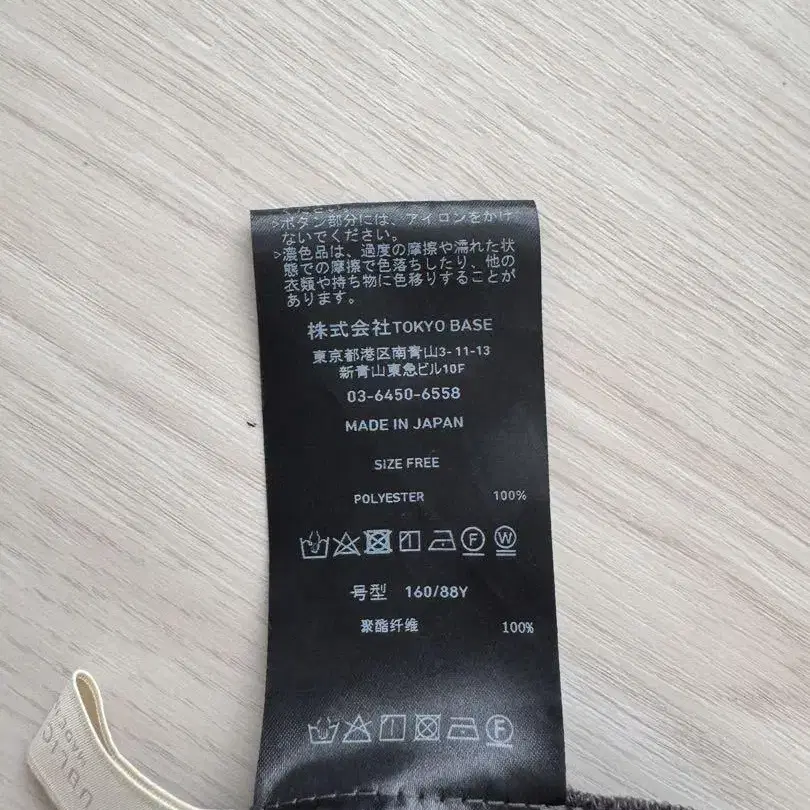 >ボタン部分には、アイロンをかけ
ないでください。
>濃色品は、過度の摩擦や濡れた状
態での摩擦で色落ちしたり、他の
衣類や持ち物に色移りすることが
あります。
株式会社TOKYO BASE
東京都港区南青山3-11-13
新青山東急ビル10F
03-6450-6558
MADE IN JAPAN
SIZE FREE
POLYESTER 100%
F W
号型 160/88Y
聚酯纤维 100%
F